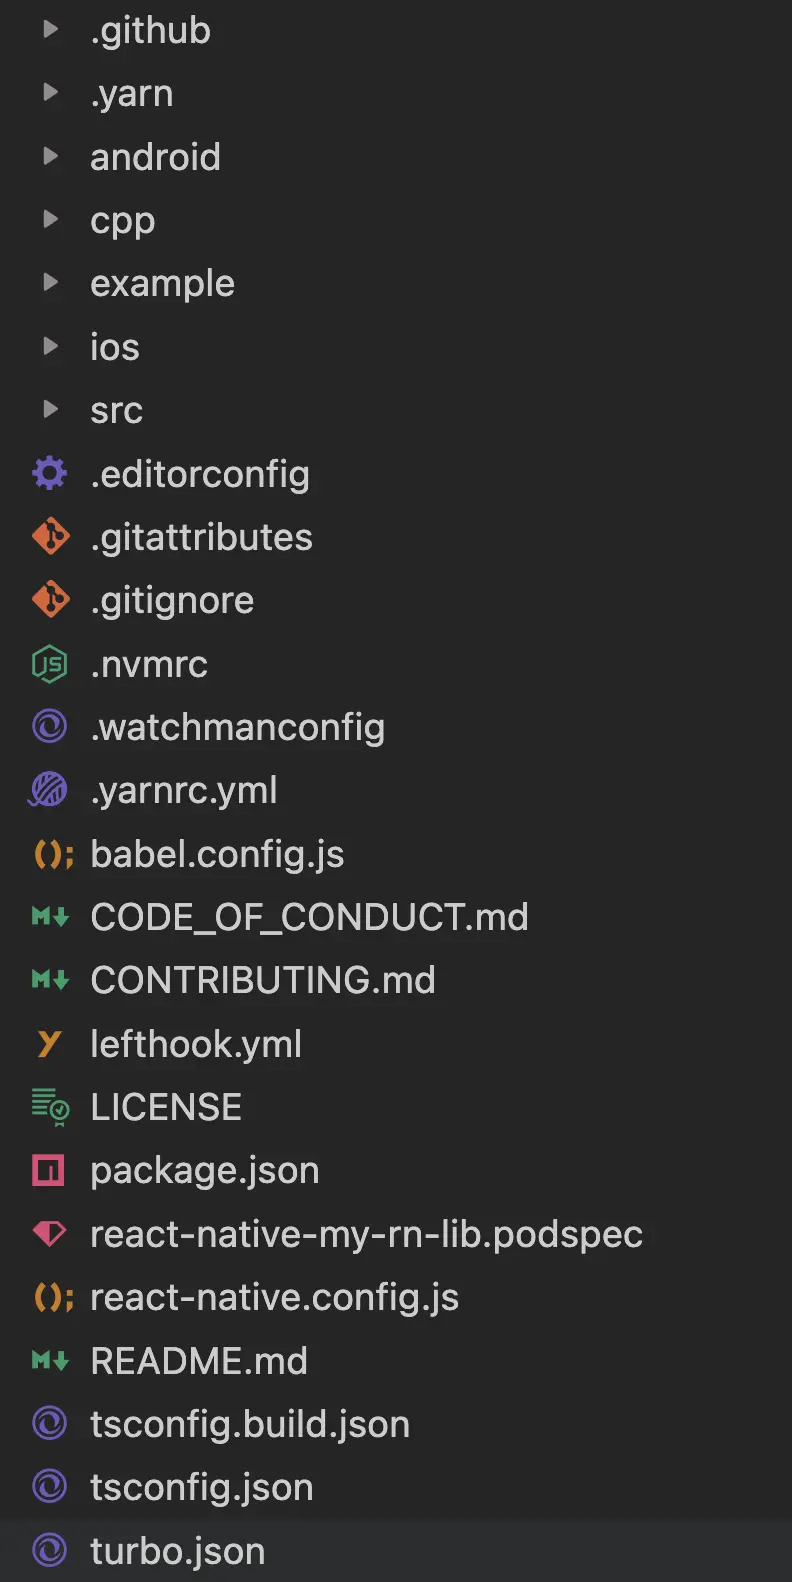 .github
.yarn
android
cpp
example
ios
src
.editorconfig
.gitattributes
.gitignore
.nvmrc
.watchmanconfig
.yarnrc.yml
babel.config.js
CODE_OF_CONDUCT.md
CONTRIBUTING.md
lefthook.yml
LICENSE
package.json
react-native-my-rn-lib.podspec
react-native.config.js
README.md
tsconfig.build.json
tsconfig.json
turbo.json